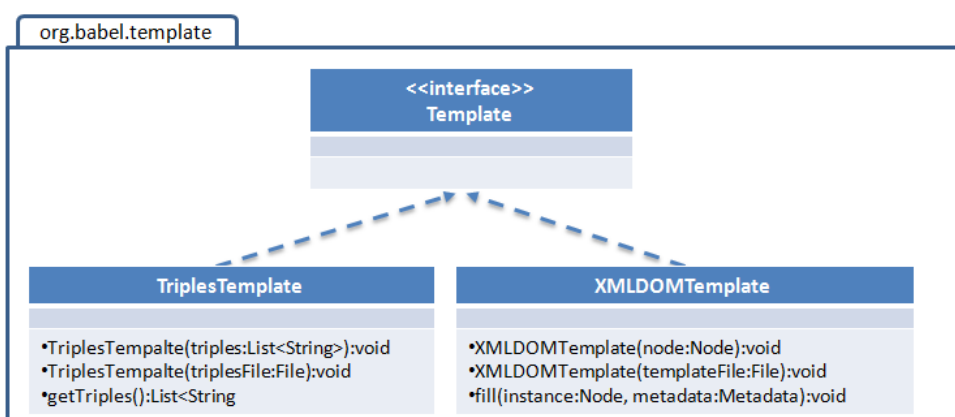 org.babel.template
<<interface>>
Template
TriplesTemplate
•TriplesTempalte(triples:List<String>):void
•TriplesTempalte(triplesFile:File):void
•getTriples():List<String
XMLDOMTemplate
•XMLDOMTemplate(node:Node):void
•XMLDOMTemplate(templateFile:File):void
•fill(instance:Node, metadata:Metadata):void